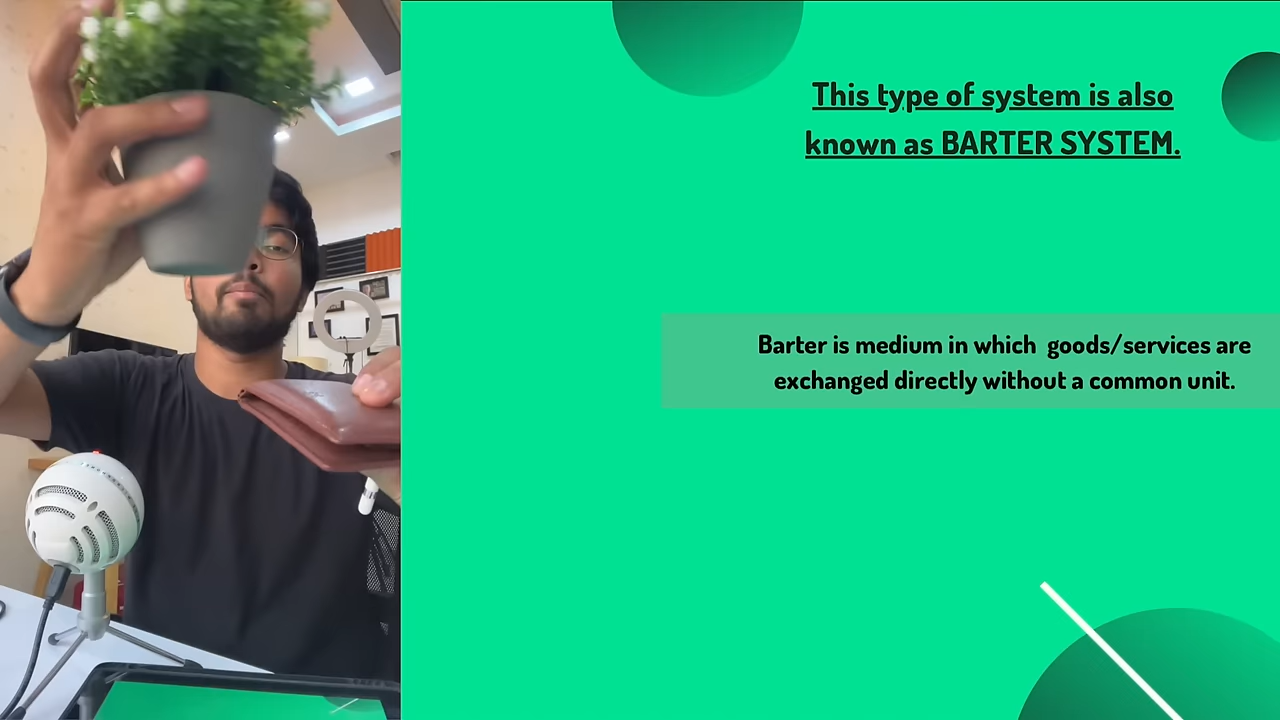 This type of system is also
known as BARTER SYSTEM.
Barter is medium in which goods/services are
exchanged directly without a common unit.